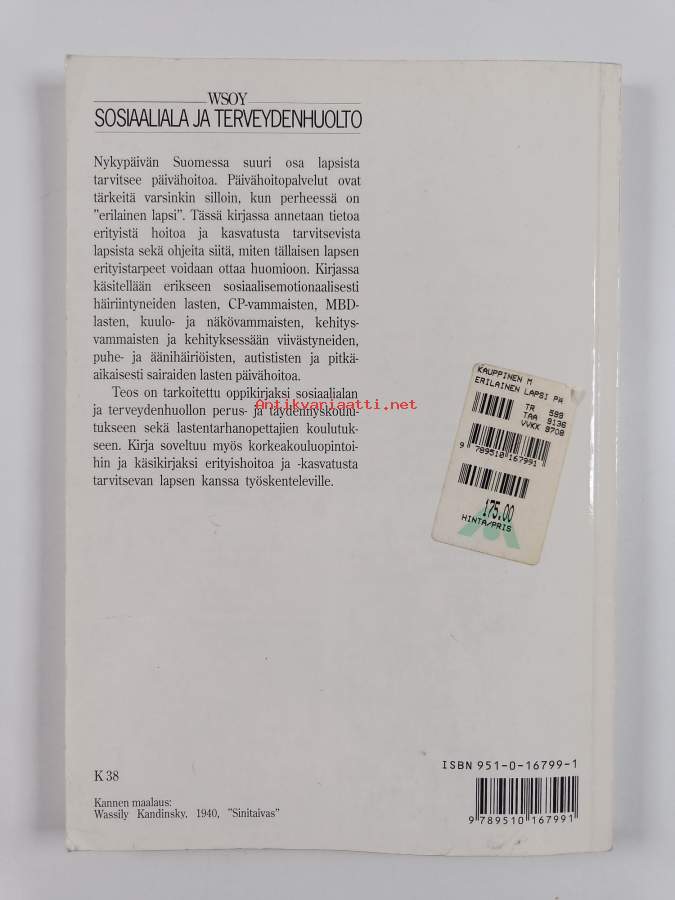 WSOY
SOSIAALIALA JA TERVEYDENHUOLTO
Nykypäivän Suomessa suuri osa lapsista
tarvitsee päivähoitoa. Päivähoitopalvelut ovat
tärkeitä varsinkin silloin, kun perheessä on
”erilainen lapsi”. Tässä kirjassa annetaan tietoa
erityistä hoitoa ja kasvatusta tarvitsevista
lapsista sekä ohjeita siitä, miten tällaisen lapsen
erityistarpeet voidaan ottaa huomioon. Kirjassa
käsitellään erikseen sosiaalisemotionaalisesti
häiriintyneiden lasten, CP-vammaisten, MBD-
lasten, kuulo- ja näkövammaisten, kehitys-
vammaisten ja kehityksessään viivästyneiden,
puhe- ja äänihäiriöisten, autististen ja pitkä-
aikaisesti sairaiden lasten päivähoitoa.
Teos on tarkoitettu oppikirjaksi sosiaalialan
ja terveydenhuollon perus- ja täydennyskoulu-
tukseen sekä lastentarhanopettajien koulutuk-
seen. Kirja soveltuu myös korkeakouluopintoi-
hin ja käsikirjaksi erityishoitoa ja -kasvatusta
tarvitsevan lapsen kanssa työskenteleville.
Antikvariaatti.net
KAUPPINEN M
ERILAINEN LAPSI PÄ
TR 599
TAA 9136
VVKK 9708
9 789510 167991
175.00
HINTA/PRIS
K 38
Kannen maalaus:
Wassily Kandinsky, 1940, ”Sinitaivas”
ISBN 951-0-16799-1
9 789510 167991